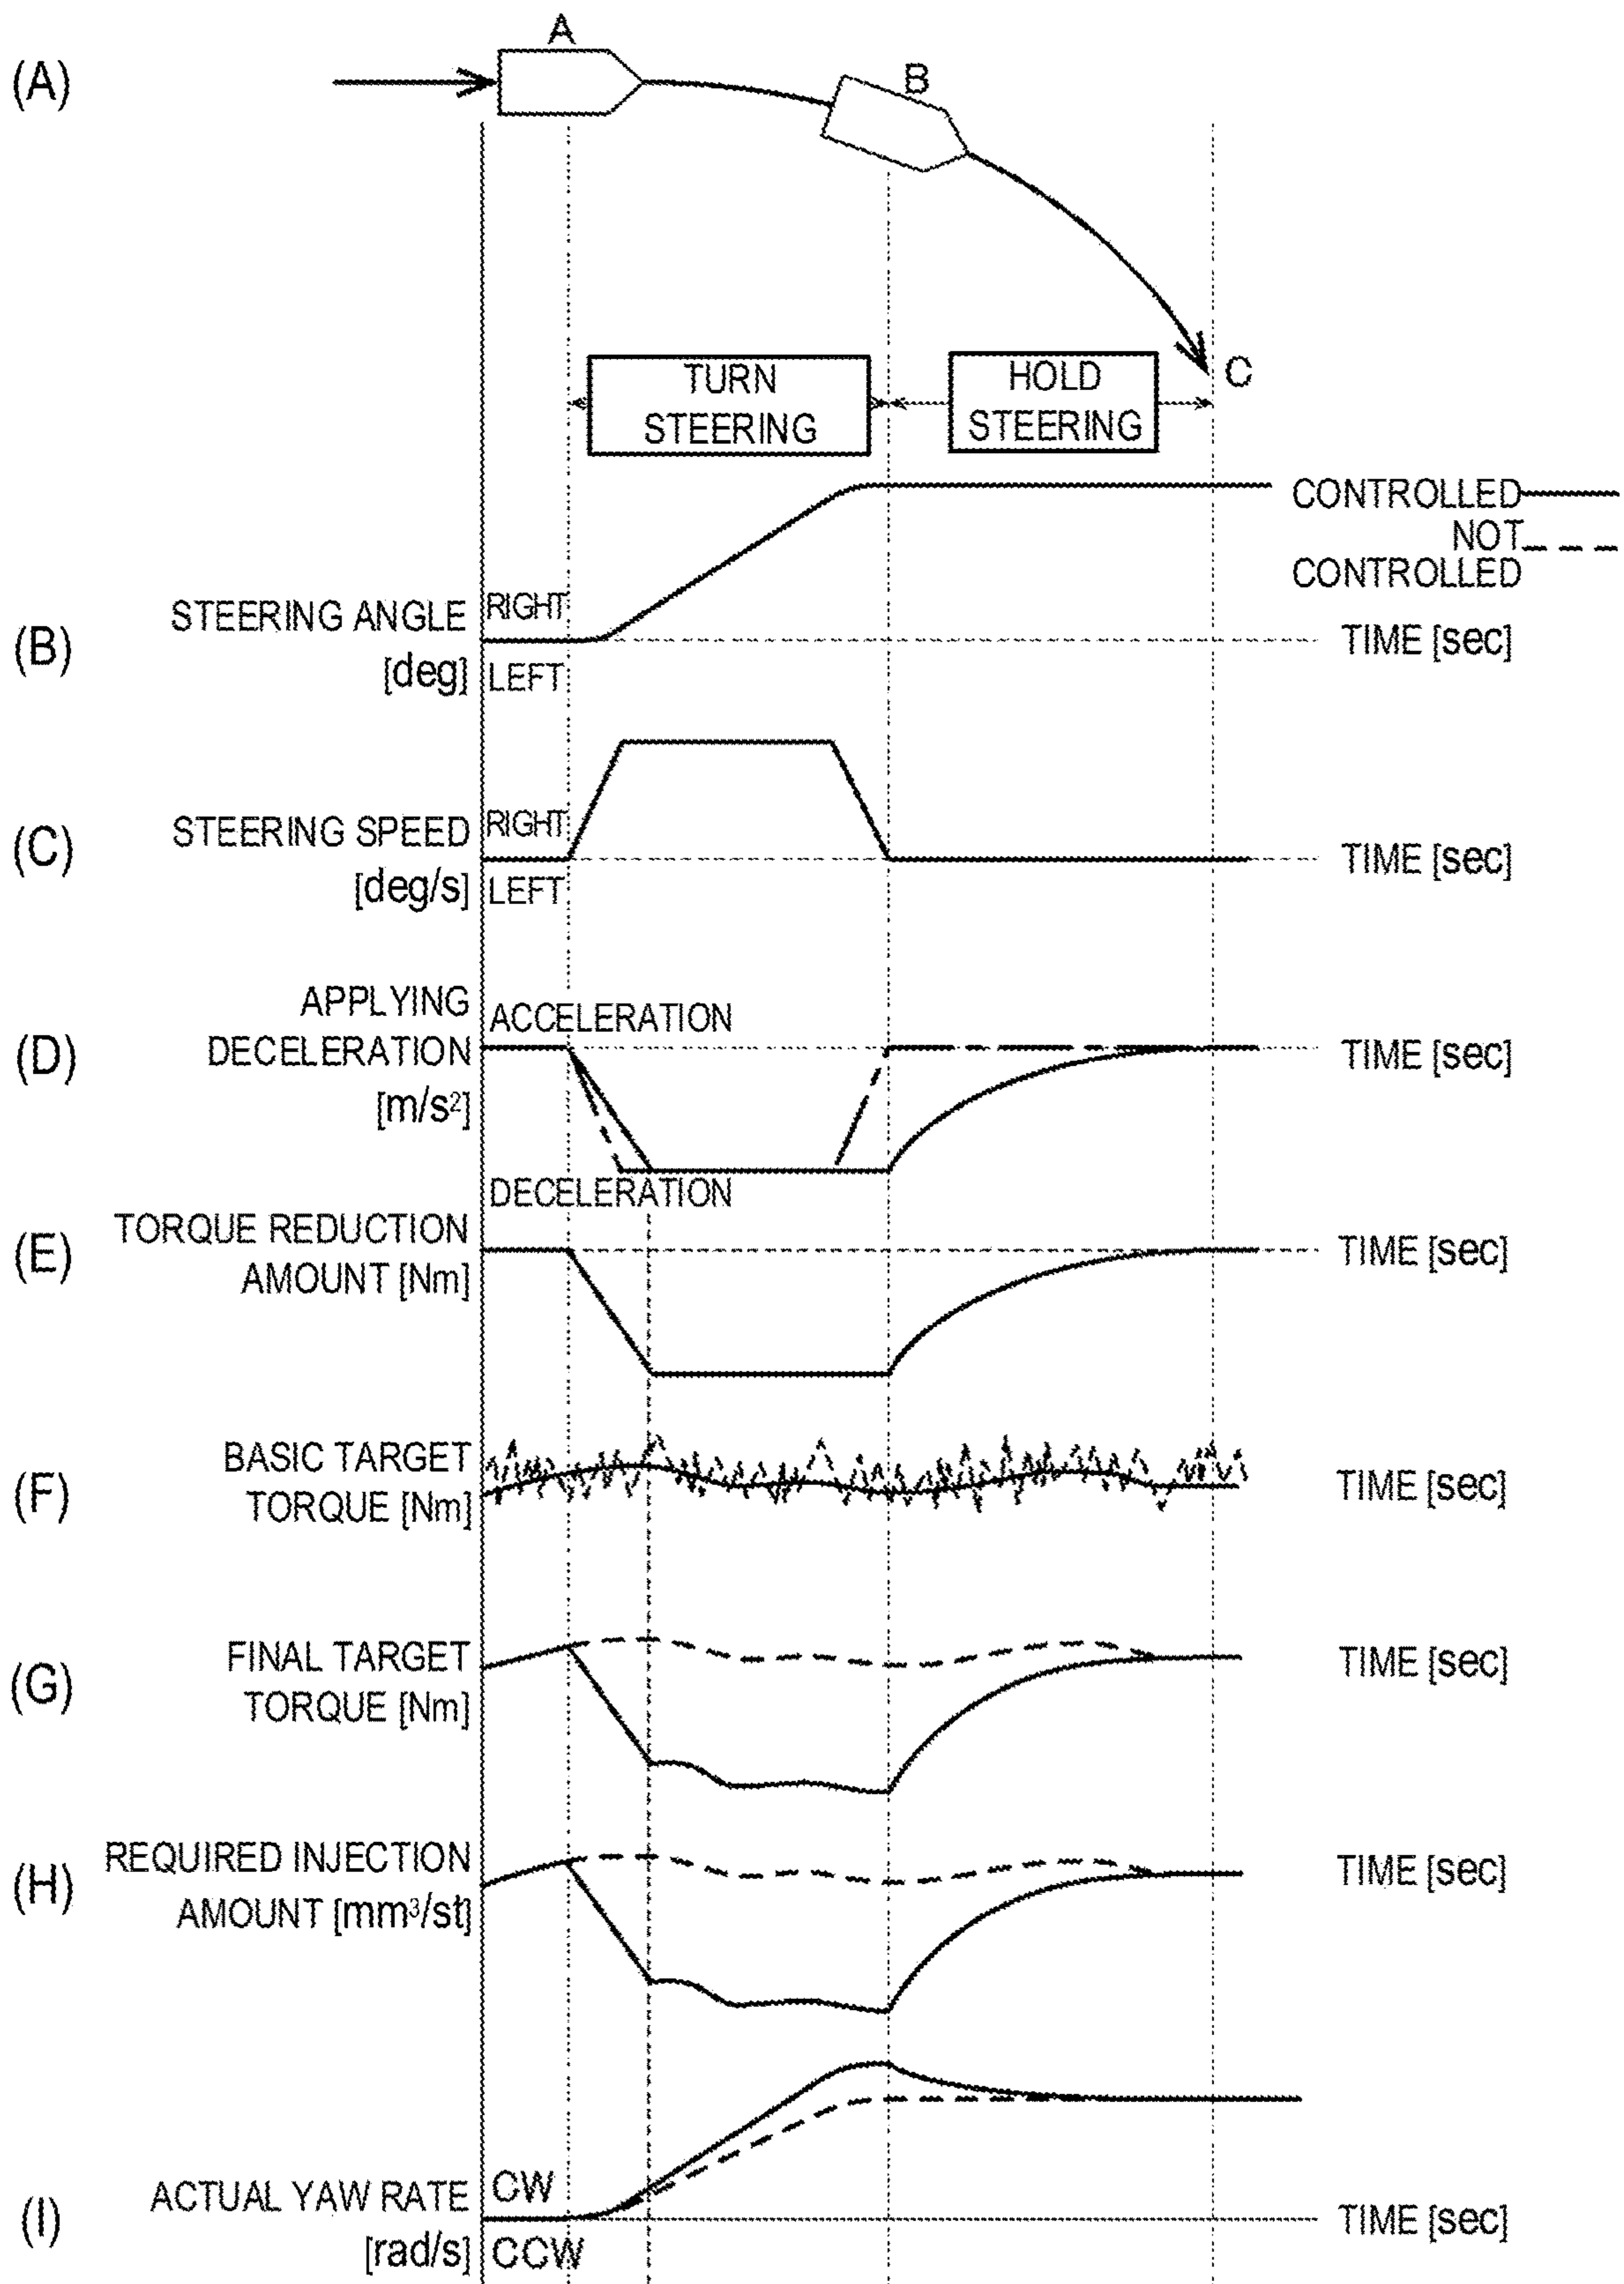 (A)
A
B
C
TURN
STEERING
HOLD
STEERING
CONTROLLED
NOT
CONTROLLED
(B)
STEERING ANGLE
[deg]
RIGHT
LEFT
TIME [sec]
(C)
STEERING SPEED
[deg/s]
RIGHT
LEFT
TIME [sec]
(D)
APPLYING
DECELERATION
[m/s²]
ACCELERATION
DECELERATION
TIME [sec]
(E)
TORQUE REDUCTION
AMOUNT [Nm]
TIME [sec]
(F)
BASIC TARGET
TORQUE [Nm]
TIME [sec]
(G)
FINAL TARGET
TORQUE [Nm]
TIME [sec]
(H)
REQUIRED INJECTION
AMOUNT [mm³/st]
TIME [sec]
(I)
ACTUAL YAW RATE
[rad/s]
CW
CCW
TIME [sec]